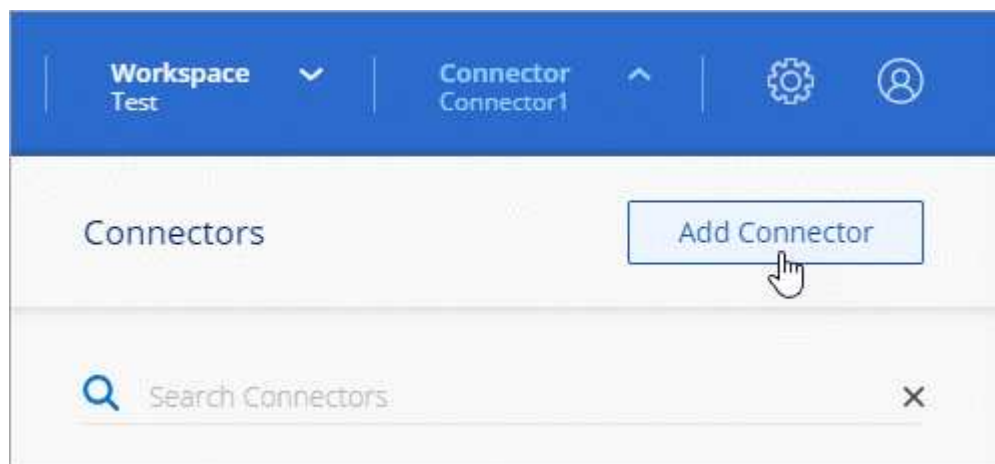 Workspace
Test
Connector
Connector1
Connectors
Add Connector
Search Connectors